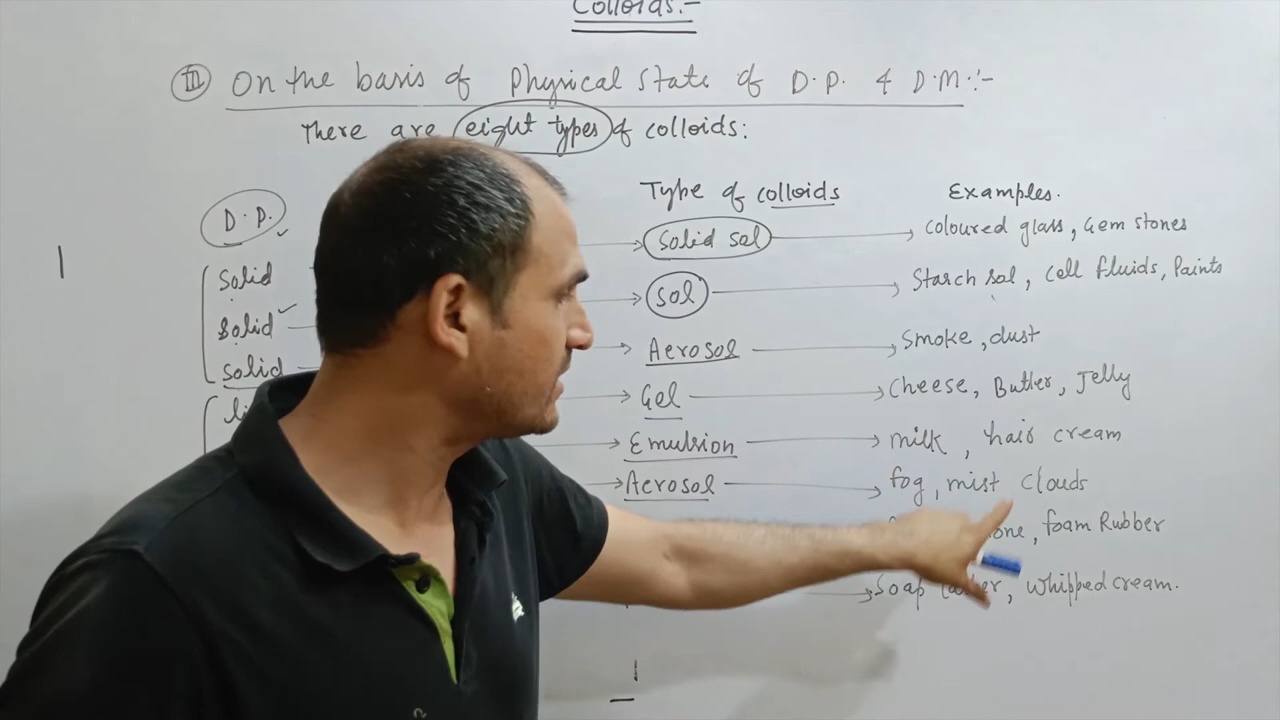 Colloids:-
III On the basis of Physical State of D.P. & D.M:-
There are eight types of colloids:
D.P. Type of colloids Examples.
solid sol coloured glass, Gem stones
Solid sol Starch sol, cell fluids, Paints
Solid Aerosol Smoke, dust
solid Gel Cheese, Butter, Jelly
Emulsion milk, hair cream
Aerosol fog, mist clouds
foam Rubber
Soap, whipped cream.